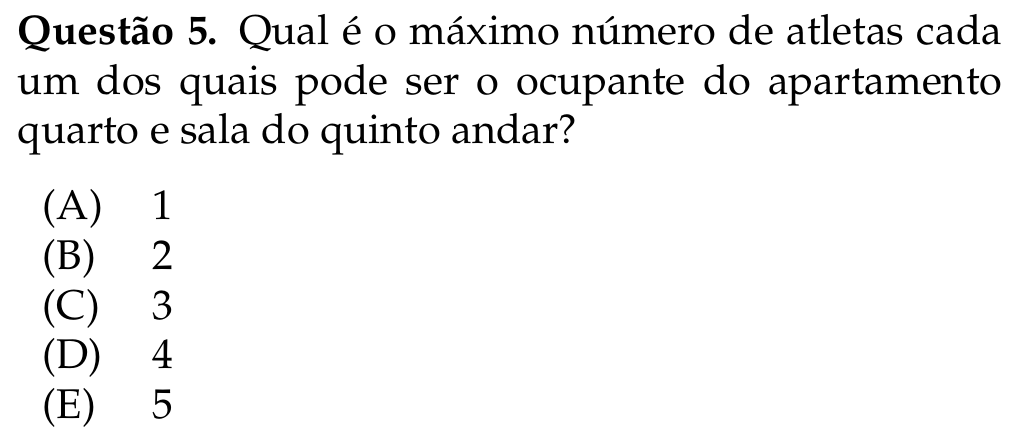 Questão 5. Qual é o máximo número de atletas cada
um dos quais pode ser o ocupante do apartamento
quarto e sala do quinto andar?
(A) 1
(B) 2
(C) 3
(D) 4
(E) 5